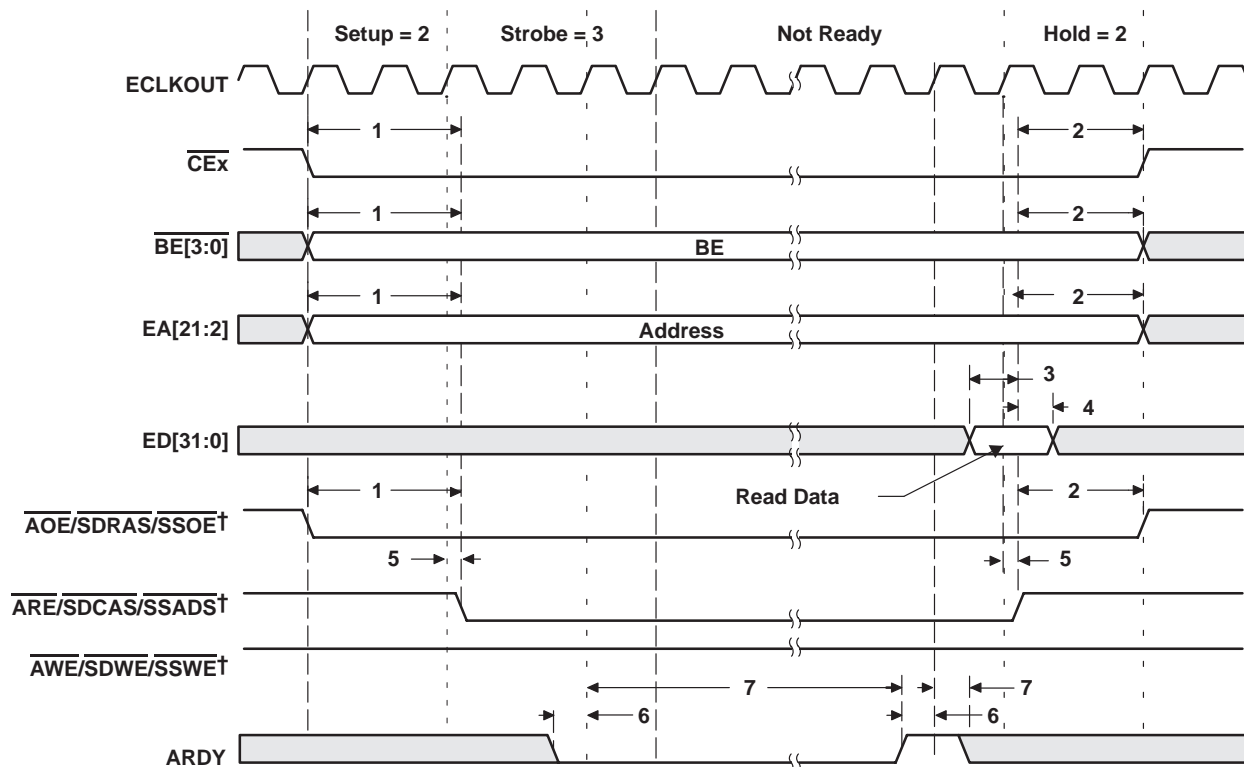 Setup = 2 Strobe = 3 Not Ready Hold = 2
ECLKOUT
1 2
CEx
1 2
BE[3:0] BE
1 2
EA[21:2] Address
3
4
ED[31:0]
Read Data
1 2
AOE/SDRAS/SSOE†
5 5
ARE/SDCAS/SSADS†
AWE/SDWE/SSWE†
7 7
6 6
ARDY